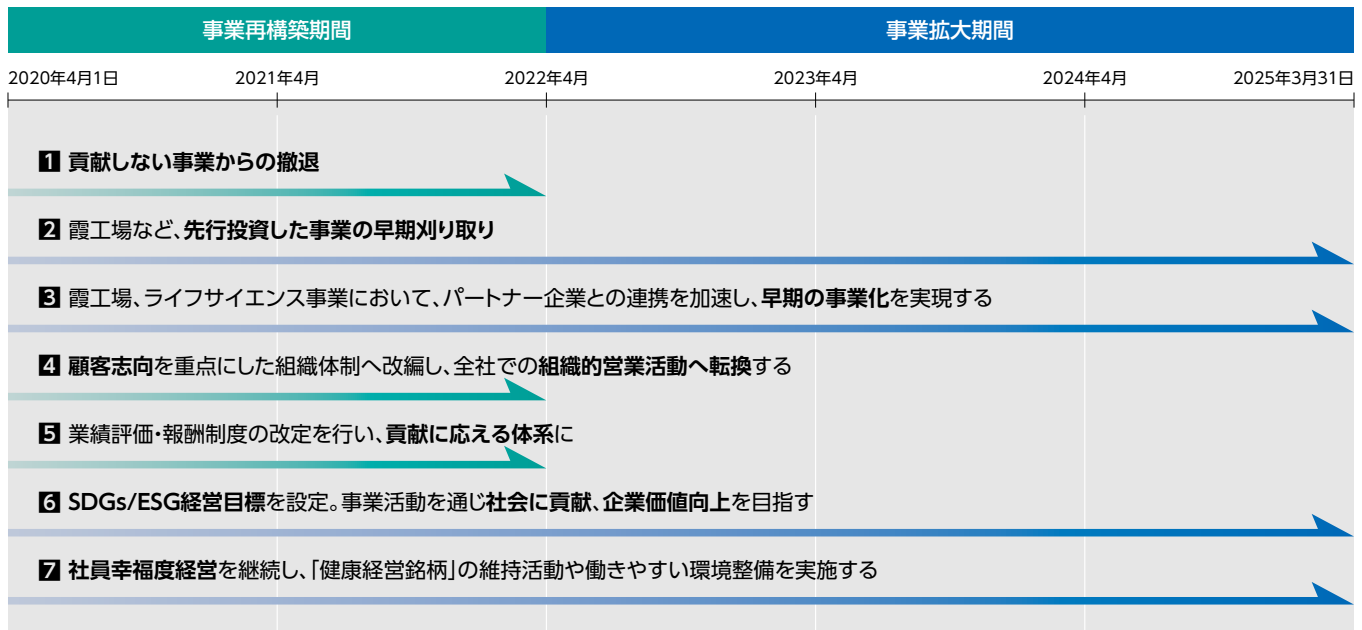 事業再構築期間
事業拡大期間
2020年4月1日
2021年4月
2022年4月
2023年4月
2024年4月
2025年3月31日
1 貢献しない事業からの撤退
2 霞工場など、先行投資した事業の早期刈り取り
3 霞工場、ライフサイエンス事業において、パートナー企業との連携を加速し、早期の事業化を実現する
4 顧客志向を重点にした組織体制へ改編し、全社での組織的営業活動へ転換する
5 業績評価・報酬制度の改定を行い、貢献に応える体系に
6 SDGs/ESG経営目標を設定。事業活動を通じ社会に貢献、企業価値向上を目指す
7 社員幸福度経営を継続し、「健康経営銘柄」の維持活動や働きやすい環境整備を実施する